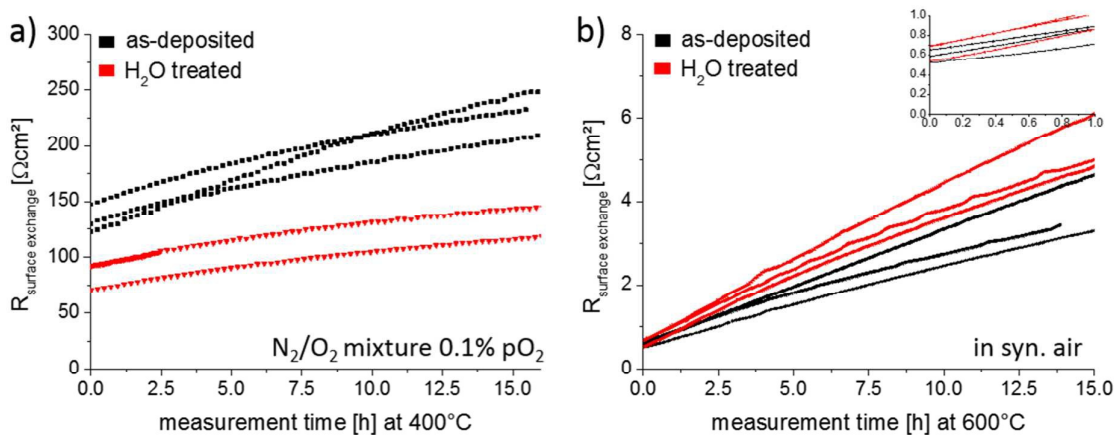 a)
300
250
200
150
100
50
0
R surface exchange [Ωcm²]
as-deposited
H₂O treated
N₂/O₂ mixture 0.1% pO₂
0.0 2.5 5.0 7.5 10.0 12.5 15.0
measurement time [h] at 400°C
b)
8
6
4
2
0
R surface exchange [Ωcm²]
as-deposited
H₂O treated
1.0
0.8
0.6
0.4
0.2
0.0
0.0 0.2 0.4 0.6 0.8 1.0
in syn. air
0.0 2.5 5.0 7.5 10.0 12.5 15.0
measurement time [h] at 600°C